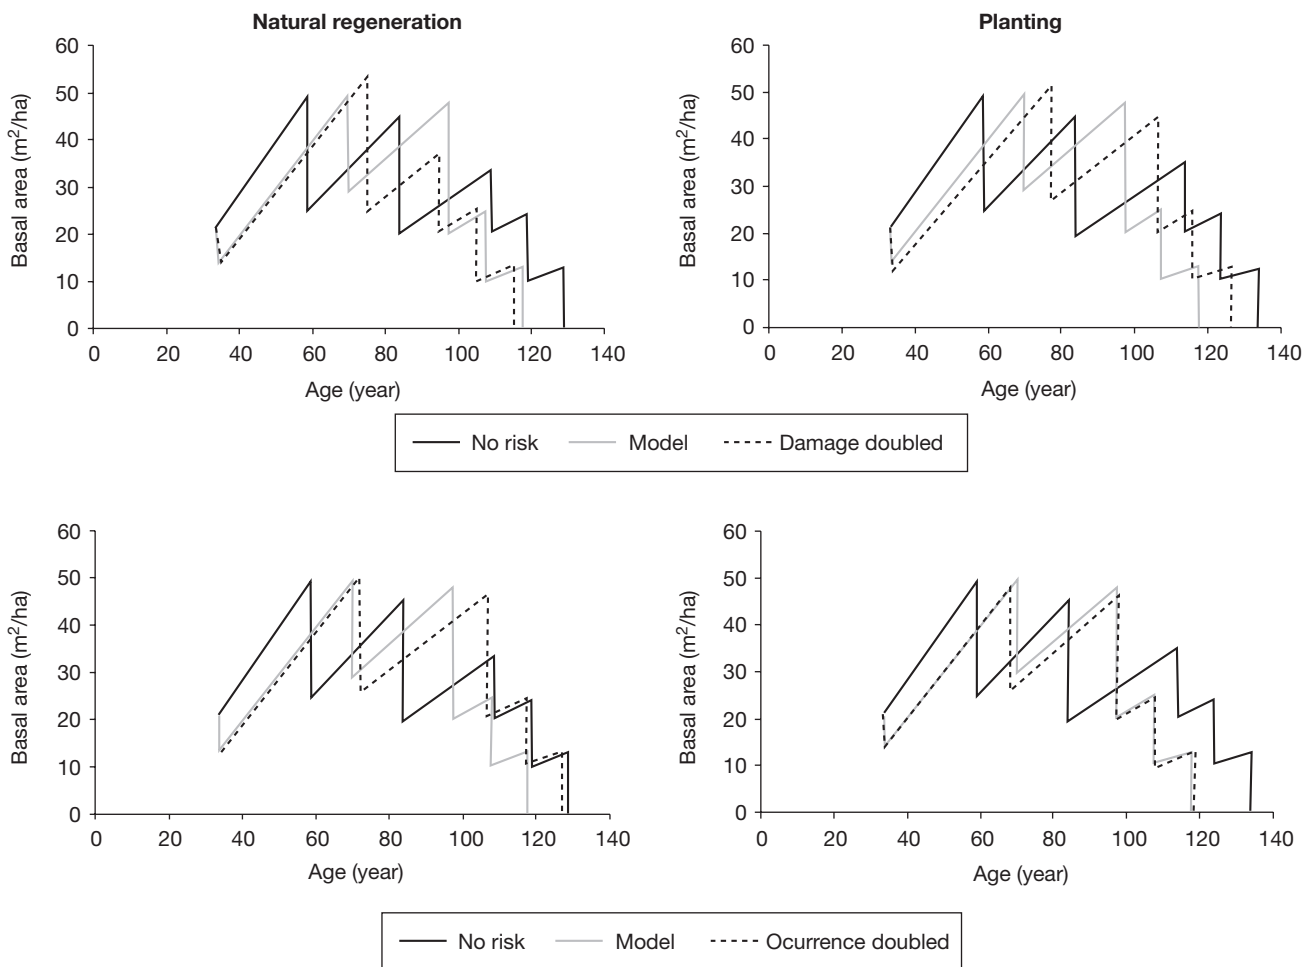 Natural regeneration
Planting
60
50
40
30
20
10
0
Basal area (m²/ha)
0 20 40 60 80 100 120 140
Age (year)
60
50
40
30
20
10
0
Basal area (m²/ha)
0 20 40 60 80 100 120 140
Age (year)
No risk Model Damage doubled
60
50
40
30
20
10
0
Basal area (m²/ha)
0 20 40 60 80 100 120 140
Age (year)
60
50
40
30
20
10
0
Basal area (m²/ha)
0 20 40 60 80 100 120 140
Age (year)
No risk Model Ocurrence doubled